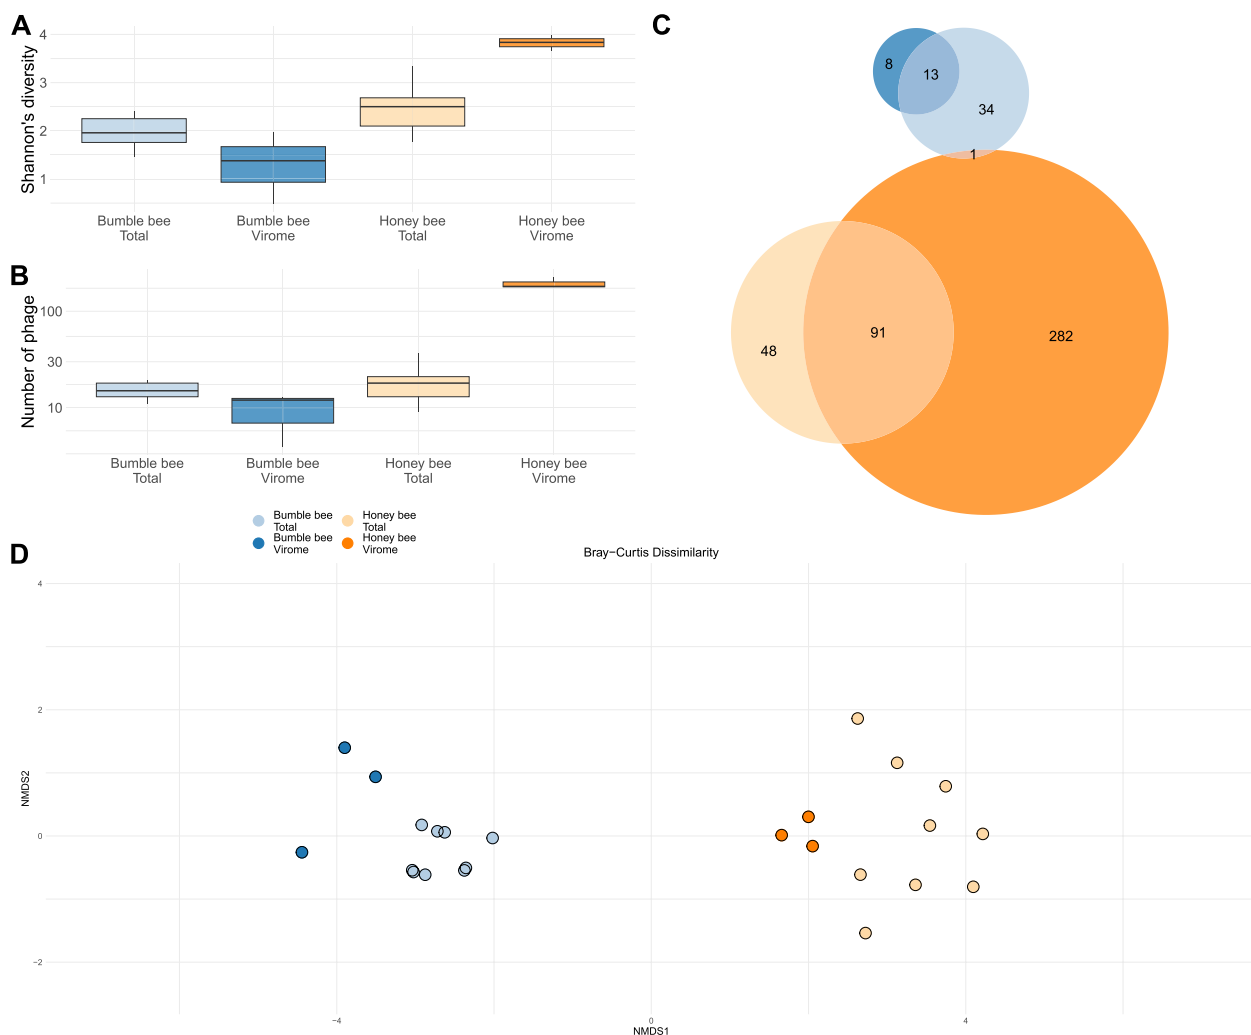 A
Shannon's diversity
4
3
2
1
Bumble bee
Total
Bumble bee
Virome
Honey bee
Total
Honey bee
Virome
B
Number of phage
100
30
10
Bumble bee
Total
Bumble bee
Virome
Honey bee
Total
Honey bee
Virome
C
8
13
34
1
48
91
282
Bumble bee
Total
Bumble bee
Virome
Honey bee
Total
Honey bee
Virome
D
Bray−Curtis Dissimilarity
NMDS2
4
2
0
−2
−4
0
4
NMDS1